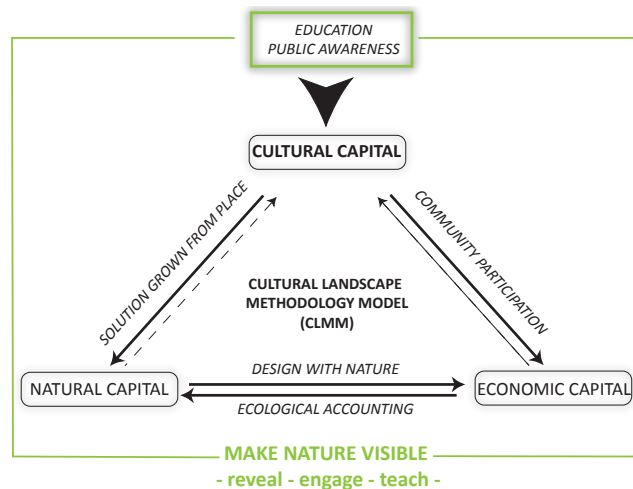 EDUCATION
PUBLIC AWARENESS
CULTURAL CAPITAL
SOLUTION GROWN FROM PLACE
COMMUNITY PARTICIPATION
CULTURAL LANDSCAPE
METHODOLOGY MODEL
(CLMM)
NATURAL CAPITAL
DESIGN WITH NATURE
ECOLOGICAL ACCOUNTING
ECONOMIC CAPITAL
MAKE NATURE VISIBLE
- reveal - engage - teach -